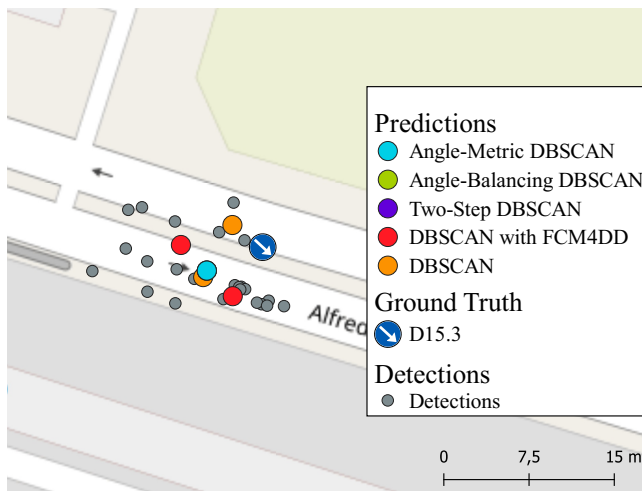 Predictions
Angle-Metric DBSCAN
Angle-Balancing DBSCAN
Two-Step DBSCAN
DBSCAN with FCM4DD
DBSCAN
Ground Truth
D15.3
Detections
Detections
Alfred
0 7,5 15 m